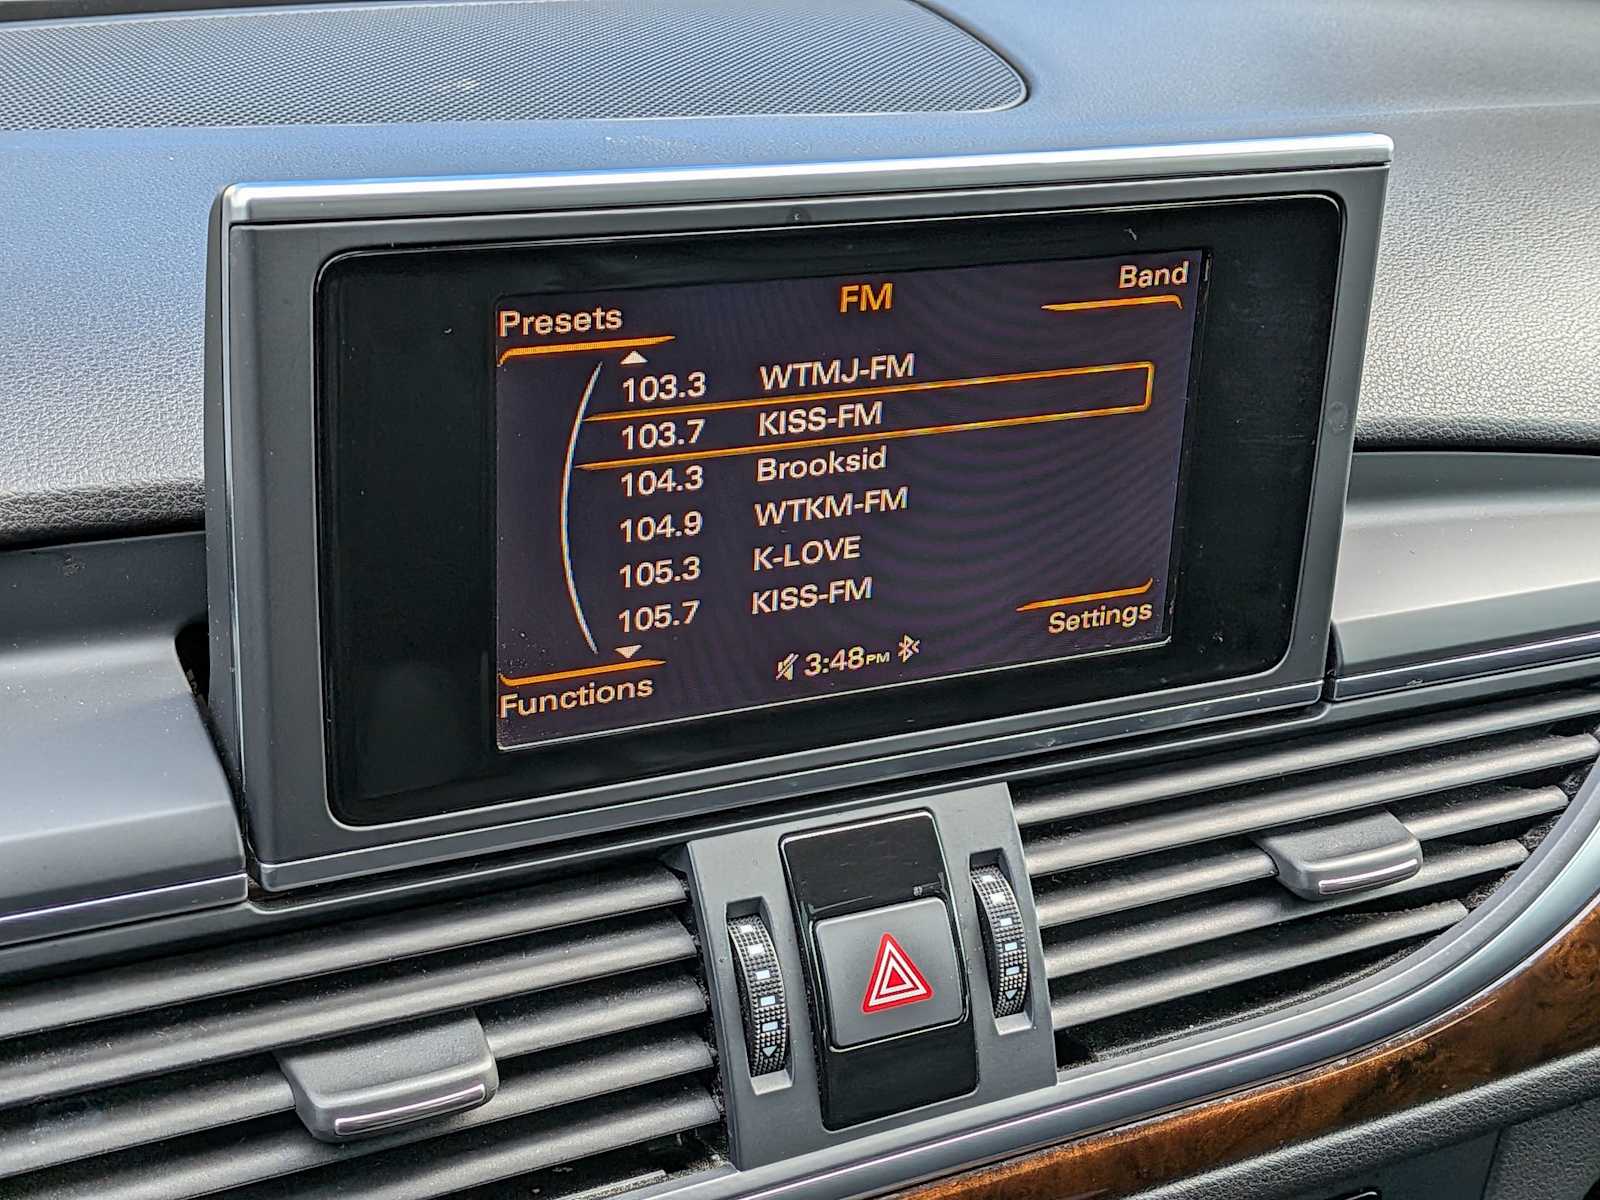 Presets FM Band
103.3 WTMJ-FM
103.7 KISS-FM
104.3 Brooksid
104.9 WTKM-FM
105.3 K-LOVE
105.7 KISS-FM
Functions 3:48PM Settings